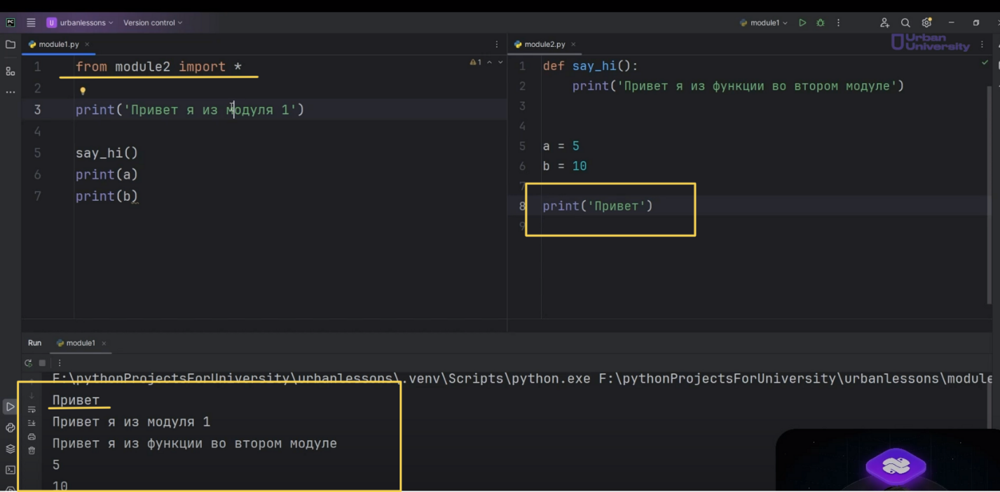 PC U urbanlessons Version control module1
module1.py
1 from module2 import *
2
3 print('Привет я из модуля 1')
4
5 say_hi()
6 print(a)
7 print(b)
1
module2.py
Urban University
1 def say_hi():
2 print('Привет я из функции во втором модуле')
3
4
5 a = 5
6 b = 10
7
8 print('Привет')
9
Run module1
F:\pythonProjectsForUniversity\urbanlessons\.venv\Scripts\python.exe F:\pythonProjectsForUniversity\urbanlessons\module
Привет
Привет я из модуля 1
Привет я из функции во втором модуле
5
10